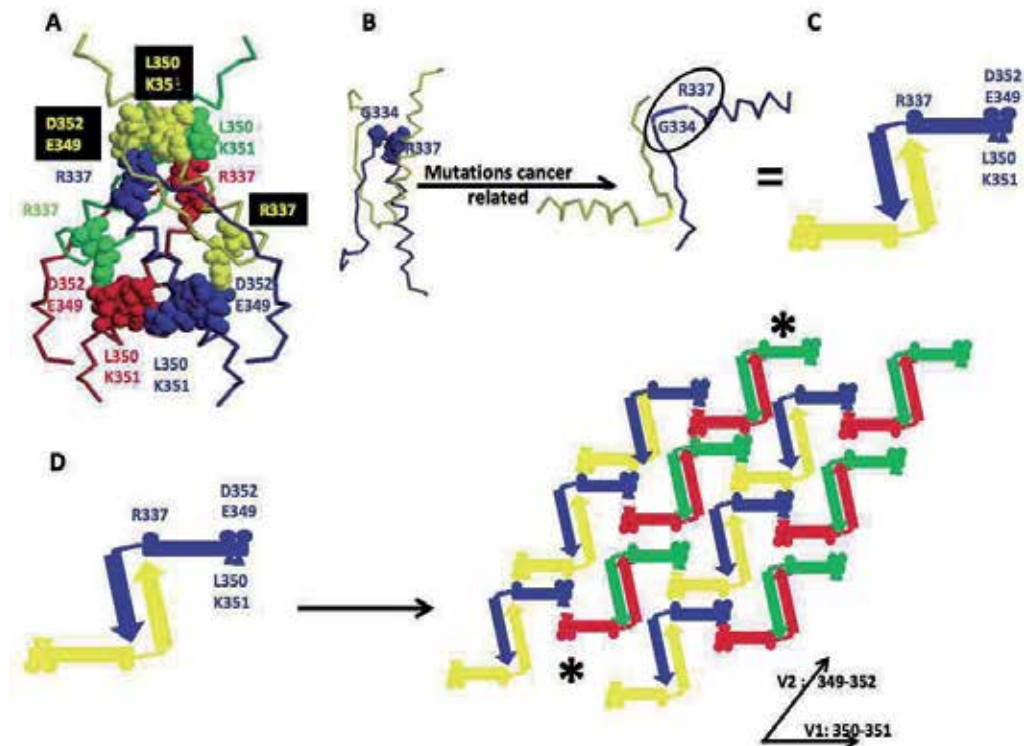 A
L350
K351
D352
E349
L350
K351
R337
R337
R337
R337
D352
E349
D352
E349
L350
K351
L350
K351
B
G334
R337
Mutations cancer
related
R337
G334
=
C
D352
E349
R337
L350
K351
D
D352
E349
R337
L350
K351
*
*
V2 : 349-352
V1: 350-351